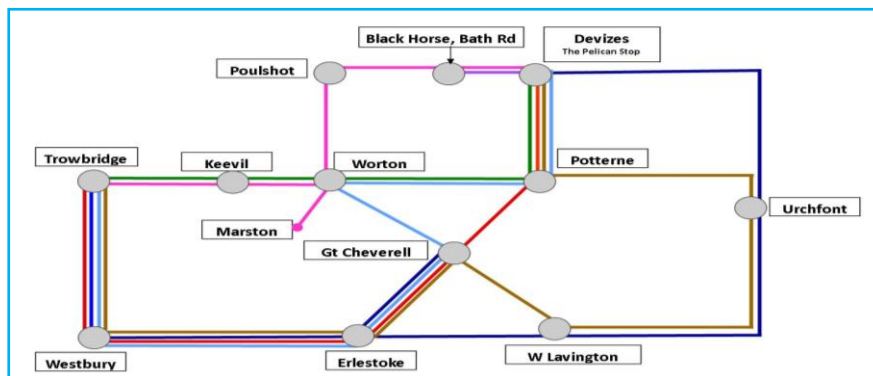 Black Horse, Bath Rd
Devizes
The Pelican Stop
Poulshot
Trowbridge
Keevil
Worton
Potterne
Urchfont
Marston
Gt Cheverell
Westbury
Erlestoke
W Lavington